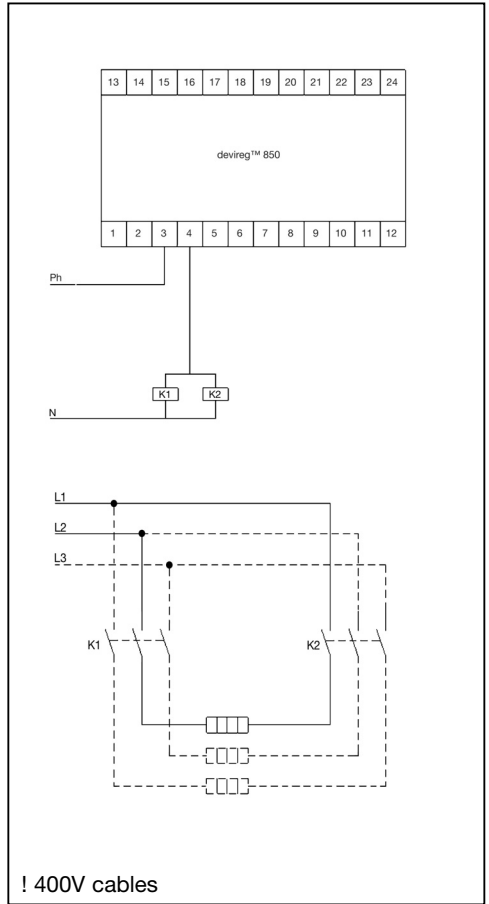 13 14 15 16 17 18 19 20 21 22 23 24
devireg™ 850
1 2 3 4 5 6 7 8 9 10 11 12
Ph
K1 K2
N
L1
L2
L3
K1 K2
! 400V cables